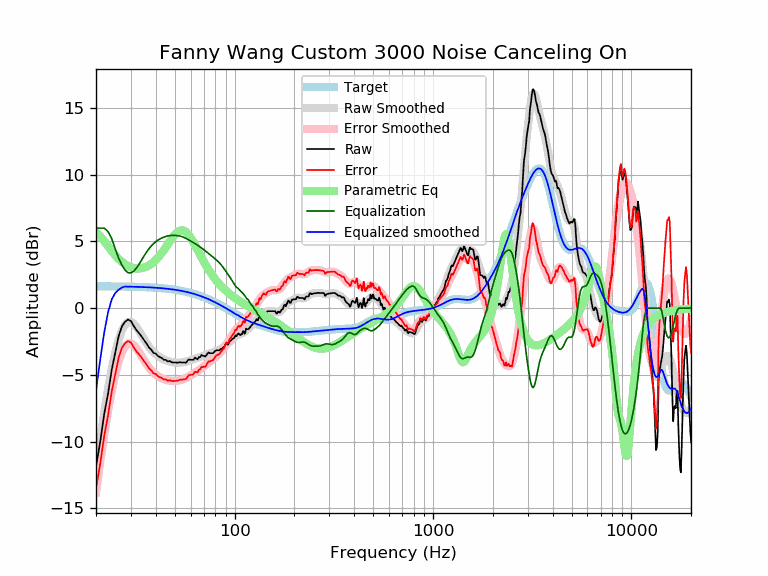 Fanny Wang Custom 3000 Noise Canceling On
Target
Raw Smoothed
Error Smoothed
Raw
Error
Parametric Eq
Equalization
Equalized smoothed
15
10
5
0
−5
−10
−15
Amplitude (dBr)
100
1000
10000
Frequency (Hz)